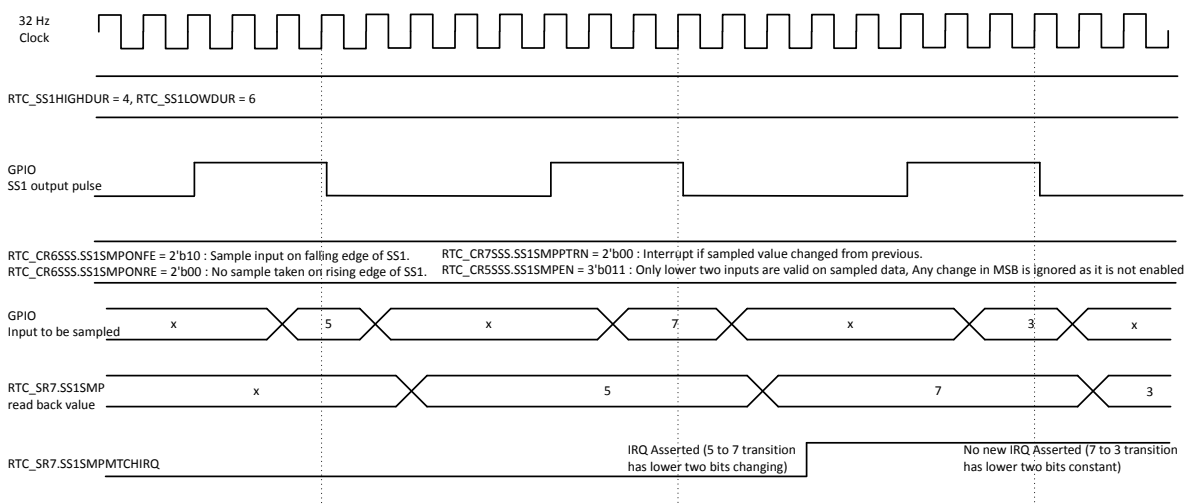 32 Hz
Clock
RTC_SS1HIGHDUR = 4, RTC_SS1LOWDUR = 6
GPIO
SS1 output pulse
RTC_CR6SSS.SS1SMPONFE = 2'b10 : Sample input on falling edge of SS1. RTC_CR7SSS.SS1SMPPTRN = 2'b00 : Interrupt if sampled value changed from previous.
RTC_CR6SSS.SS1SMPONRE = 2'b00 : No sample taken on rising edge of SS1. RTC_CR5SSS.SS1SMPEN = 3'b011 : Only lower two inputs are valid on sampled data, Any change in MSB is ignored as it is not enabled
GPIO
Input to be sampled
x 5 x 7 x 3 x
RTC_SR7.SS1SMP
read back value
x 5 7 3
RTC_SR7.SS1SMPMTCHIRQ
IRQ Asserted (5 to 7 transition
has lower two bits changing)
No new IRQ Asserted (7 to 3 transition
has lower two bits constant)